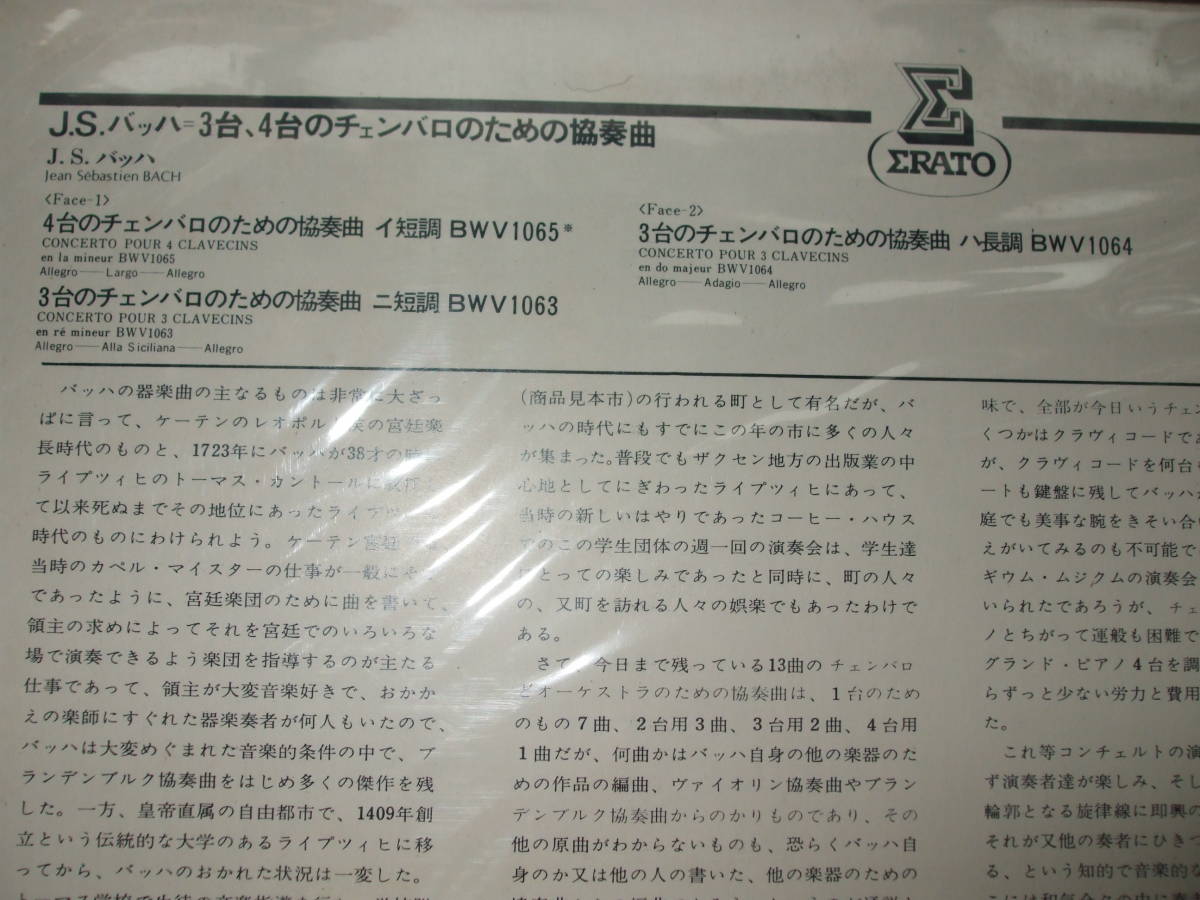 J.S.バッハ=3台、4台のチェンバロのための協奏曲
J. S. バッハ
Jean Sébastien BACH
ΣRATO
〈Face-1〉
4台のチェンバロのための協奏曲 イ短調 BWV1065※
CONCERTO POUR 4 CLAVECINS
en la mineur BWV1065
Allegro──Largo──Allegro
3台のチェンバロのための協奏曲 ニ短調 BWV1063
CONCERTO POUR 3 CLAVECINS
en ré mineur BWV1063
Allegro──Alla Siciliana──Allegro
〈Face-2〉
3台のチェンバロのための協奏曲 ハ長調 BWV1064
CONCERTO POUR 3 CLAVECINS
en do majeur BWV1064
Allegro──Adagio──Allegro
バッハの器楽曲の主なるものは非常に大ざっ
ばに言って、ケーテンのレオポル の宮廷楽
長時代のものと、1723年にバッハが38才の時
ライプツィヒのトーマス・カントールに
て以来死ぬまでその地位にあったライプ
時代のものにわけられよう。ケーテン宮廷
当時のカペル・マイスターの仕事が一般に
であったように、宮廷楽団のために曲を書いて、
領主の求めによってそれを宮廷でのいろいろな
場で演奏できるよう楽団を指導するのが主たる
仕事であって、領主が大変音楽好きで、おかか
えの楽師にすぐれた器楽奏者が何人もいたので、
バッハは大変めぐまれた音楽的条件の中で、ブ
ランデンブルク協奏曲をはじめ多くの傑作を残
した。一方、皇帝直属の自由都市で、1409年創
立という伝統的な大学のあるライプツィヒに移
ってから、バッハのおかれた状況は一変した。
(商品見本市)の行われる町として有名だが、バ
ッハの時代にもすでにこの年の市に多くの人々
が集まった。普段でもザクセン地方の出版業の中
心地としてにぎわったライプツィヒにあって、
当時の新しいはやりであったコーヒー・ハウス
でのこの学生団体の週一回の演奏会は、学生達
にとっての楽しみであったと同時に、町の人々
の、又町を訪れる人々の娯楽でもあったわけで
ある。
さて、今日まで残っている13曲のチェンバロ
とオーケストラのための協奏曲は、1台のため
のもの7曲、2台用3曲、3台用2曲、4台用
1曲だが、何曲かはバッハ自身の他の楽器のた
めの作品の編曲、ヴァイオリン協奏曲やブラン
デンブルク協奏曲からのかりものであり、その
他の原曲がわからないものも、恐らくバッハ自
身のか又は他の人の書いた、他の楽器のための
味で、全部が今日いうチェン
くつかはクラヴィコードであ
が、クラヴィコードを何台も
ートも鍵盤に残してバッハが
庭でも美事な腕をきそい合い
えがいてみるのも不可能で
ギウム・ムジクムの演奏会
いられたであろうが、チェ
ノとちがって運般も困難で
グランド・ピアノ4台を調
らずっと少ない労力と費用
た。
これ等コンチェルトの演
ず演奏者達が楽しみ、そし
輪郭となる旋律線に即興の
それが又他の奏者にひきつ
る、という知的で音楽的な